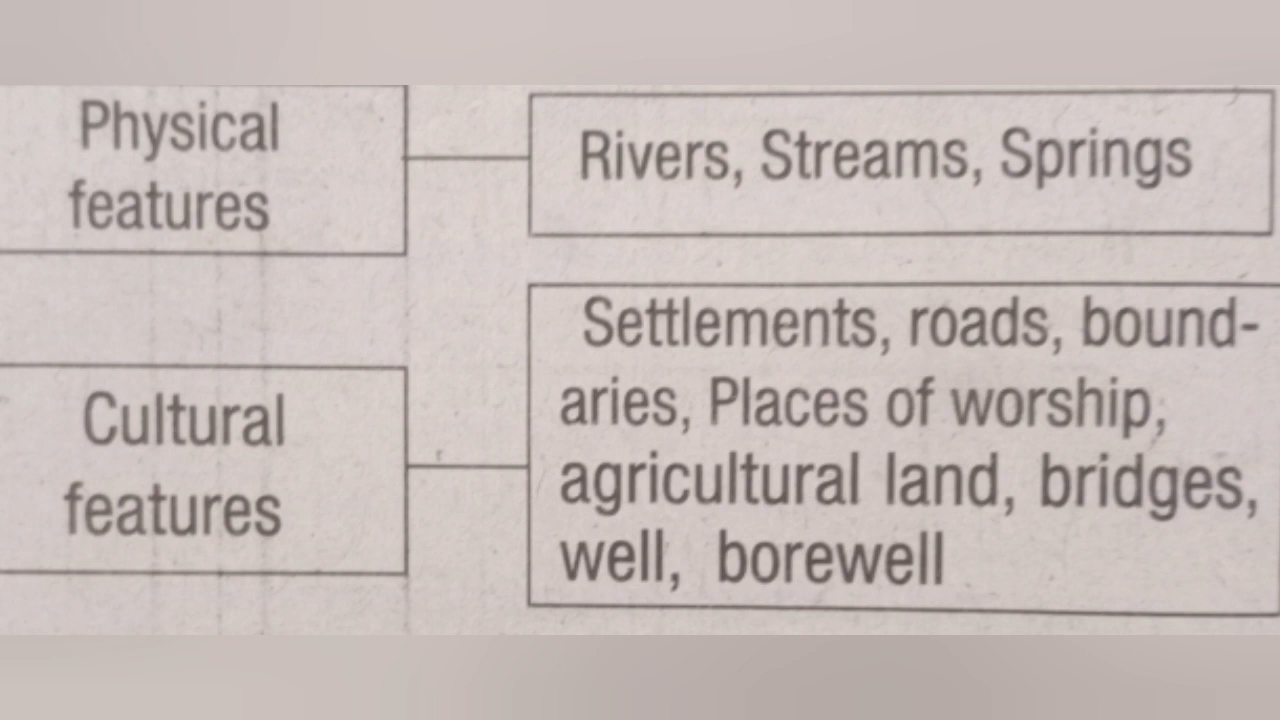 Physical
features
Rivers, Streams, Springs
Cultural
features
Settlements, roads, bound-
aries, Places of worship,
agricultural land, bridges,
well, borewell